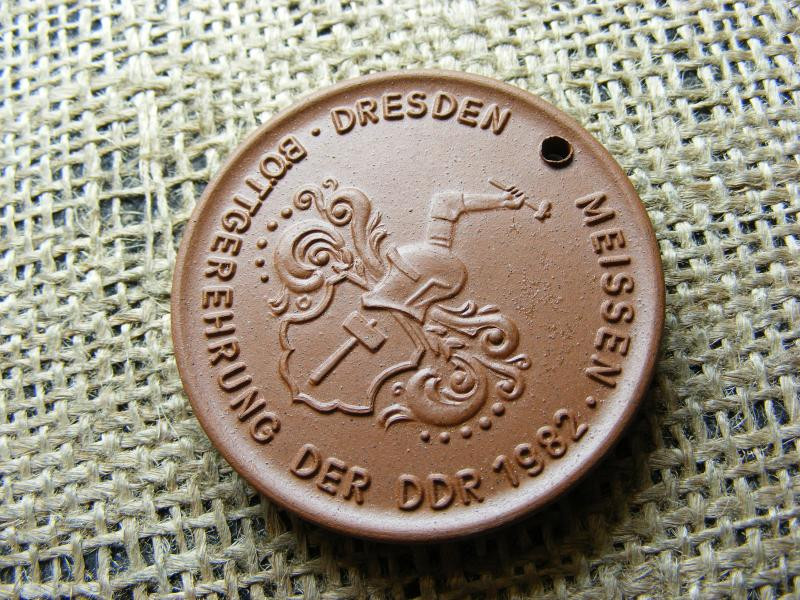 BÖTTGEREHRUNG DER DDR 1982 · MEISSEN · DRESDEN